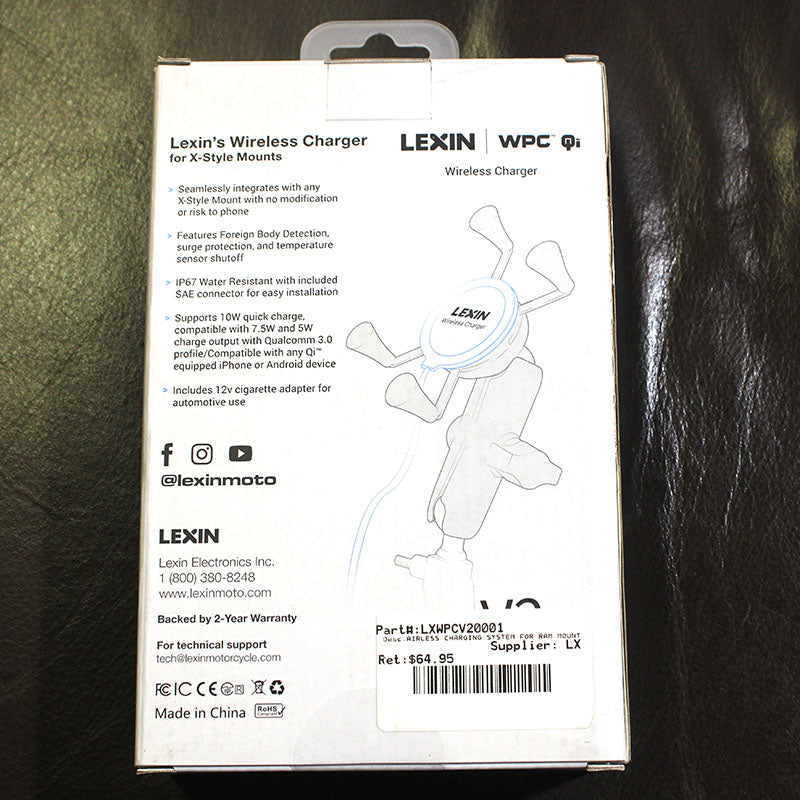 Lexin's Wireless Charger
for X-Style Mounts
LEXIN | WPC™ Qi
Wireless Charger
> Seamlessly integrates with any
X-Style Mount with no modification
or risk to phone
> Features Foreign Body Detection,
surge protection, and temperature
sensor shutoff
> IP67 Water Resistant with included
SAE connector for easy installation
> Supports 10W quick charge,
compatible with 7.5W and 5W
charge output with Qualcomm 3.0
profile/Compatible with any Qi™
equipped iPhone or Android device
> Includes 12v cigarette adapter for
automotive use
LEXIN
Wireless Charger
@lexinmoto
LEXIN
Lexin Electronics Inc.
1 (800) 380-8248
www.lexinmoto.com
Backed by 2-Year Warranty
For technical support
tech@lexinmotorcycle.com
FC IC CE
Made in China
RoHS
Compliant
Part#:LXWPCV20001
Desc:AIRLESS CHARGING SYSTEM FOR RAM MOUNT
Supplier: LX
Ret:$64.95